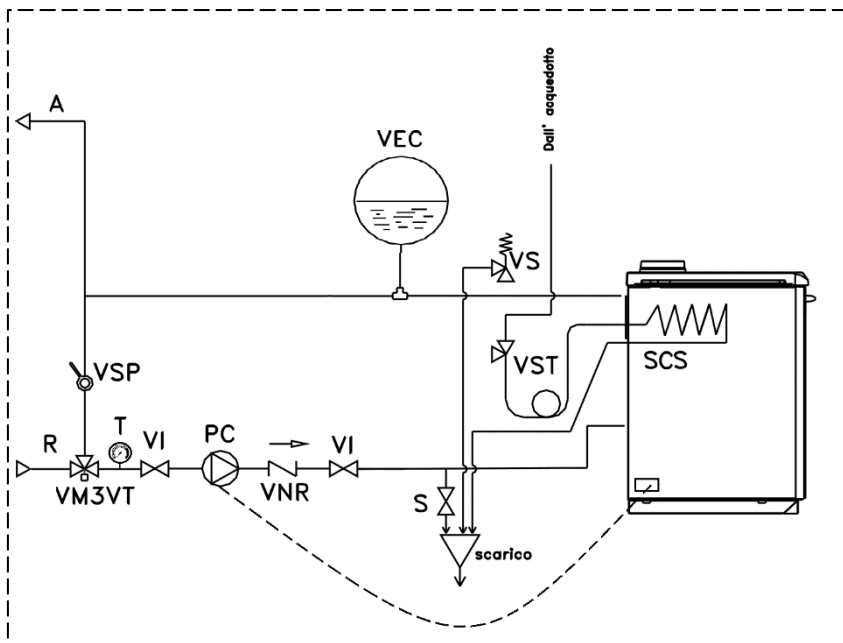 A
VEC
Dall' acquedotto
VS
VSP
VST
SCS
R
T
VI
PC
VI
VM3VT
VNR
S
scarico